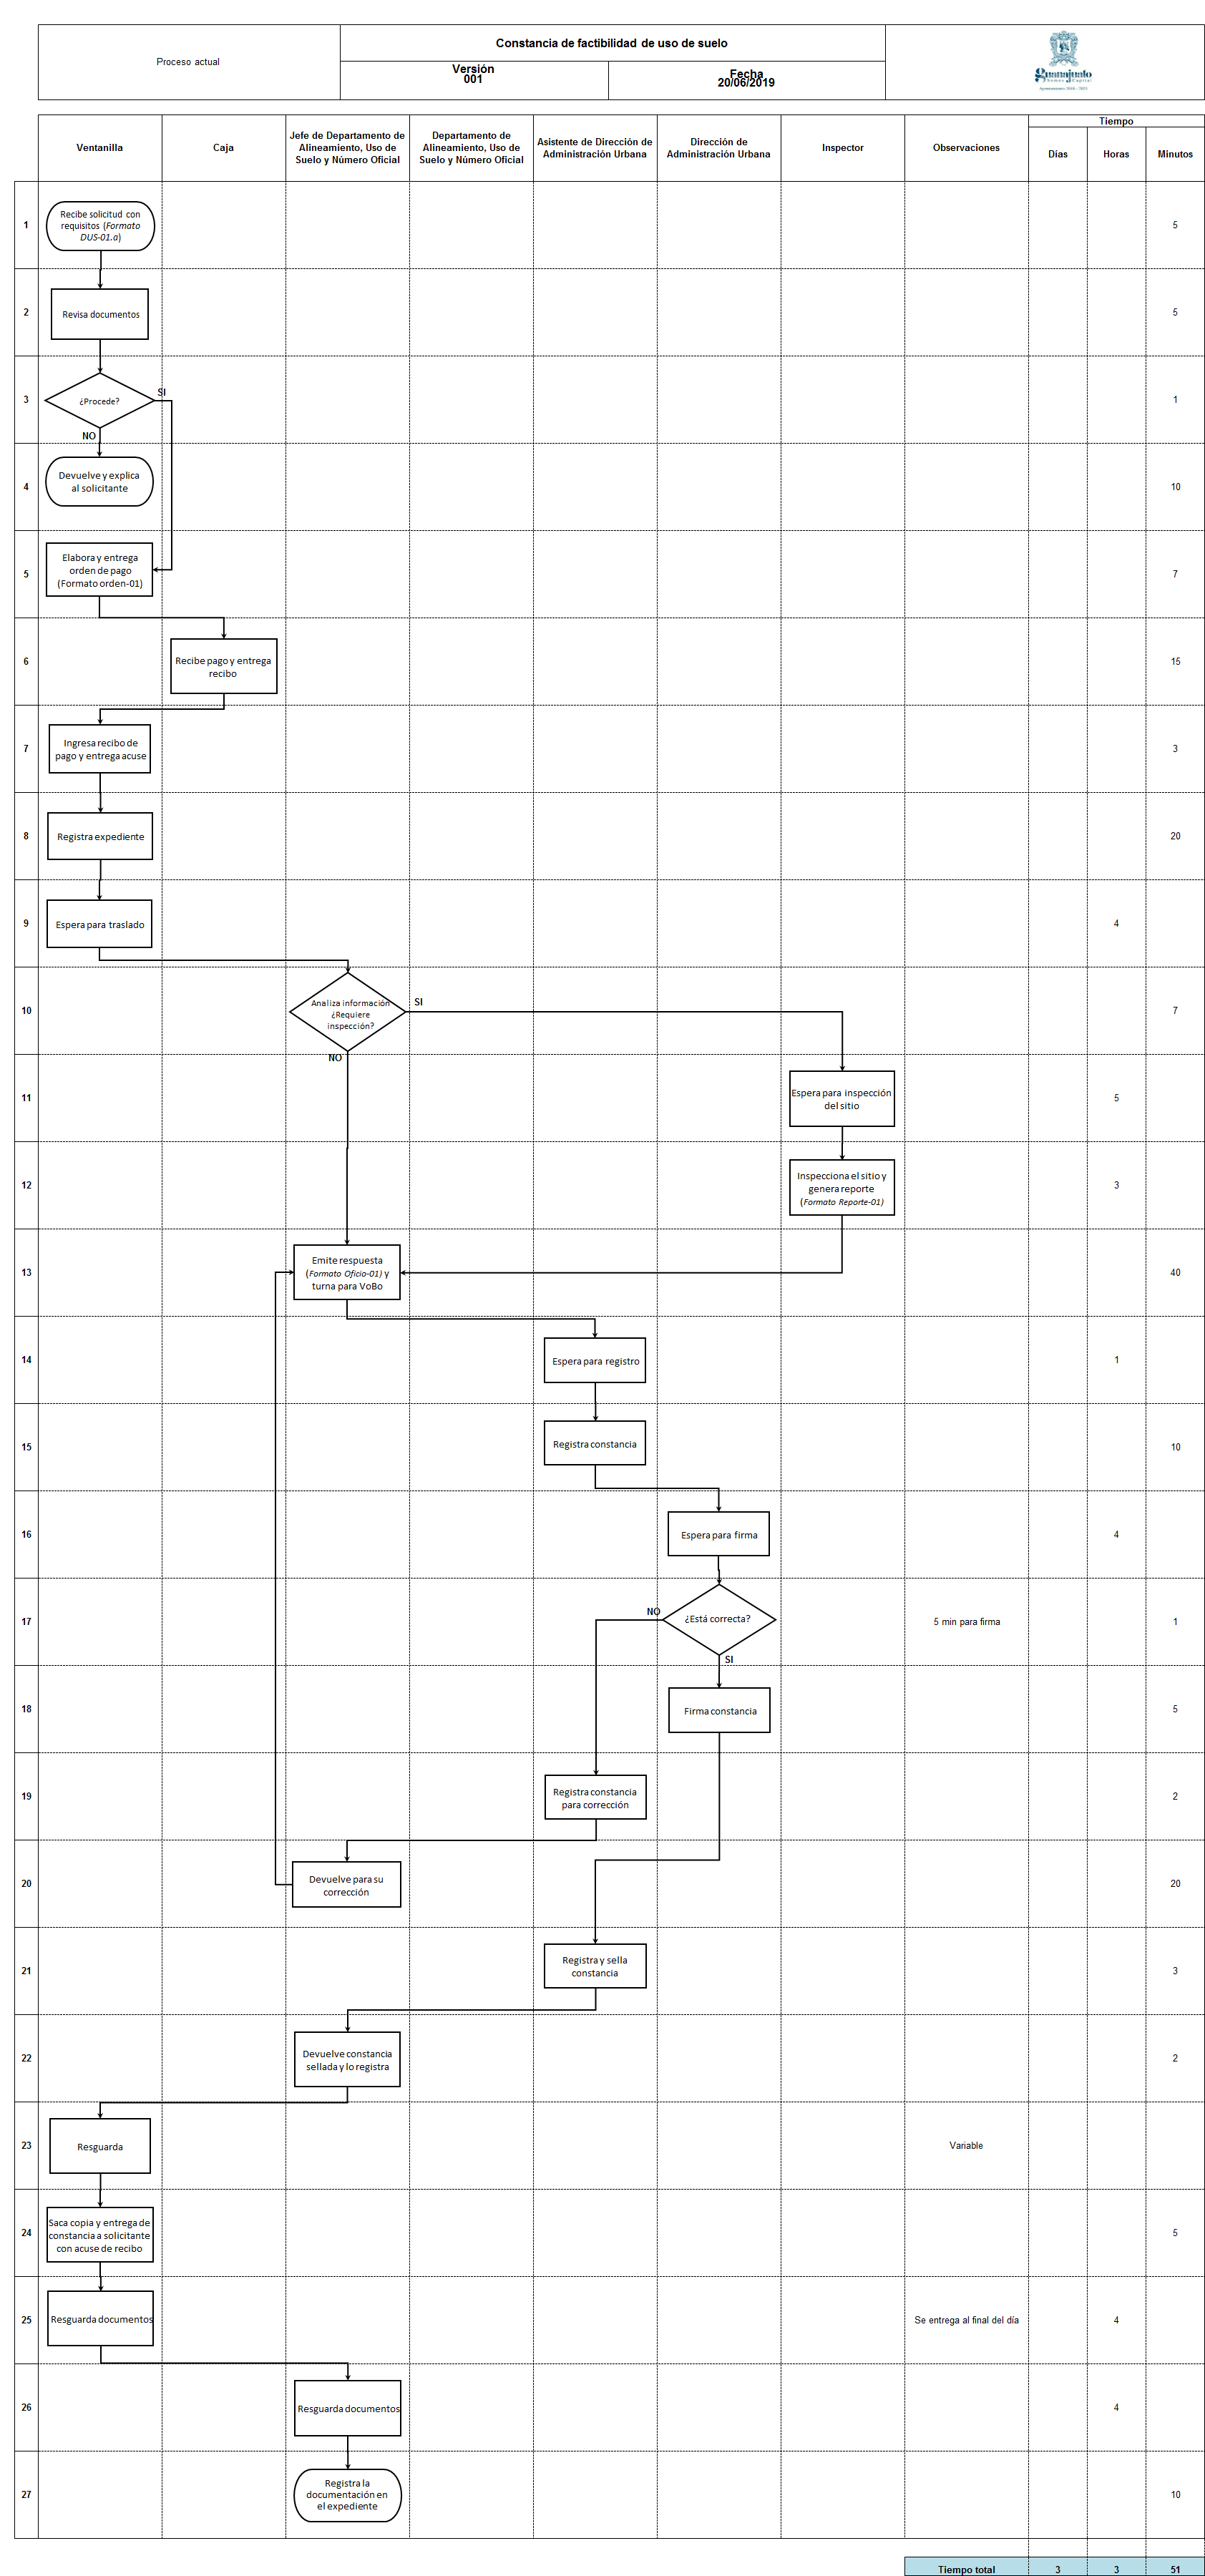 Proceso actual
Constancia de factibilidad de uso de suelo
Versión
001
Fecha
20/06/2019
Guanajuato
Somos Capital
Ventanilla
Caja
Jefe de Departamento de
Alineamiento, Uso de
Suelo y Número Oficial
Departamento de
Alineamiento, Uso de
Suelo y Número Oficial
Asistente de Dirección de
Administración Urbana
Dirección de
Administración Urbana
Inspector
Observaciones
Tiempo
Días
Horas
Minutos
1
Recibe solicitud con
requisitos (Formato
DUS-01.a)
5
2
Revisa documentos
5
3
¿Procede?
SI
NO
1
4
Devuelve y explica
al solicitante
10
5
Elabora y entrega
orden de pago
(Formato orden-01)
7
6
Recibe pago y entrega
recibo
15
7
Ingresa recibo de
pago y entrega acuse
3
8
Registra expediente
20
9
Espera para traslado
4
10
Analiza información
¿Requiere
inspección?
SI
NO
7
11
Espera para inspección
del sitio
5
12
Inspecciona el sitio y
genera reporte
(Formato Reporte-01)
3
13
Emite respuesta
(Formato Oficio-01) y
turna para VoBo
40
14
Espera para registro
1
15
Registra constancia
10
16
Espera para firma
4
17
NO
¿Está correcta?
SI
5 min para firma
1
18
Firma constancia
5
19
Registra constancia
para corrección
2
20
Devuelve para su
corrección
20
21
Registra y sella
constancia
3
22
Devuelve constancia
sellada y lo registra
2
23
Resguarda
Variable
24
Saca copia y entrega de
constancia a solicitante
con acuse de recibo
5
25
Resguarda documentos
Se entrega al final del día
4
26
Resguarda documentos
4
27
Registra la
documentación en
el expediente
10
Tiempo total
3
3
51